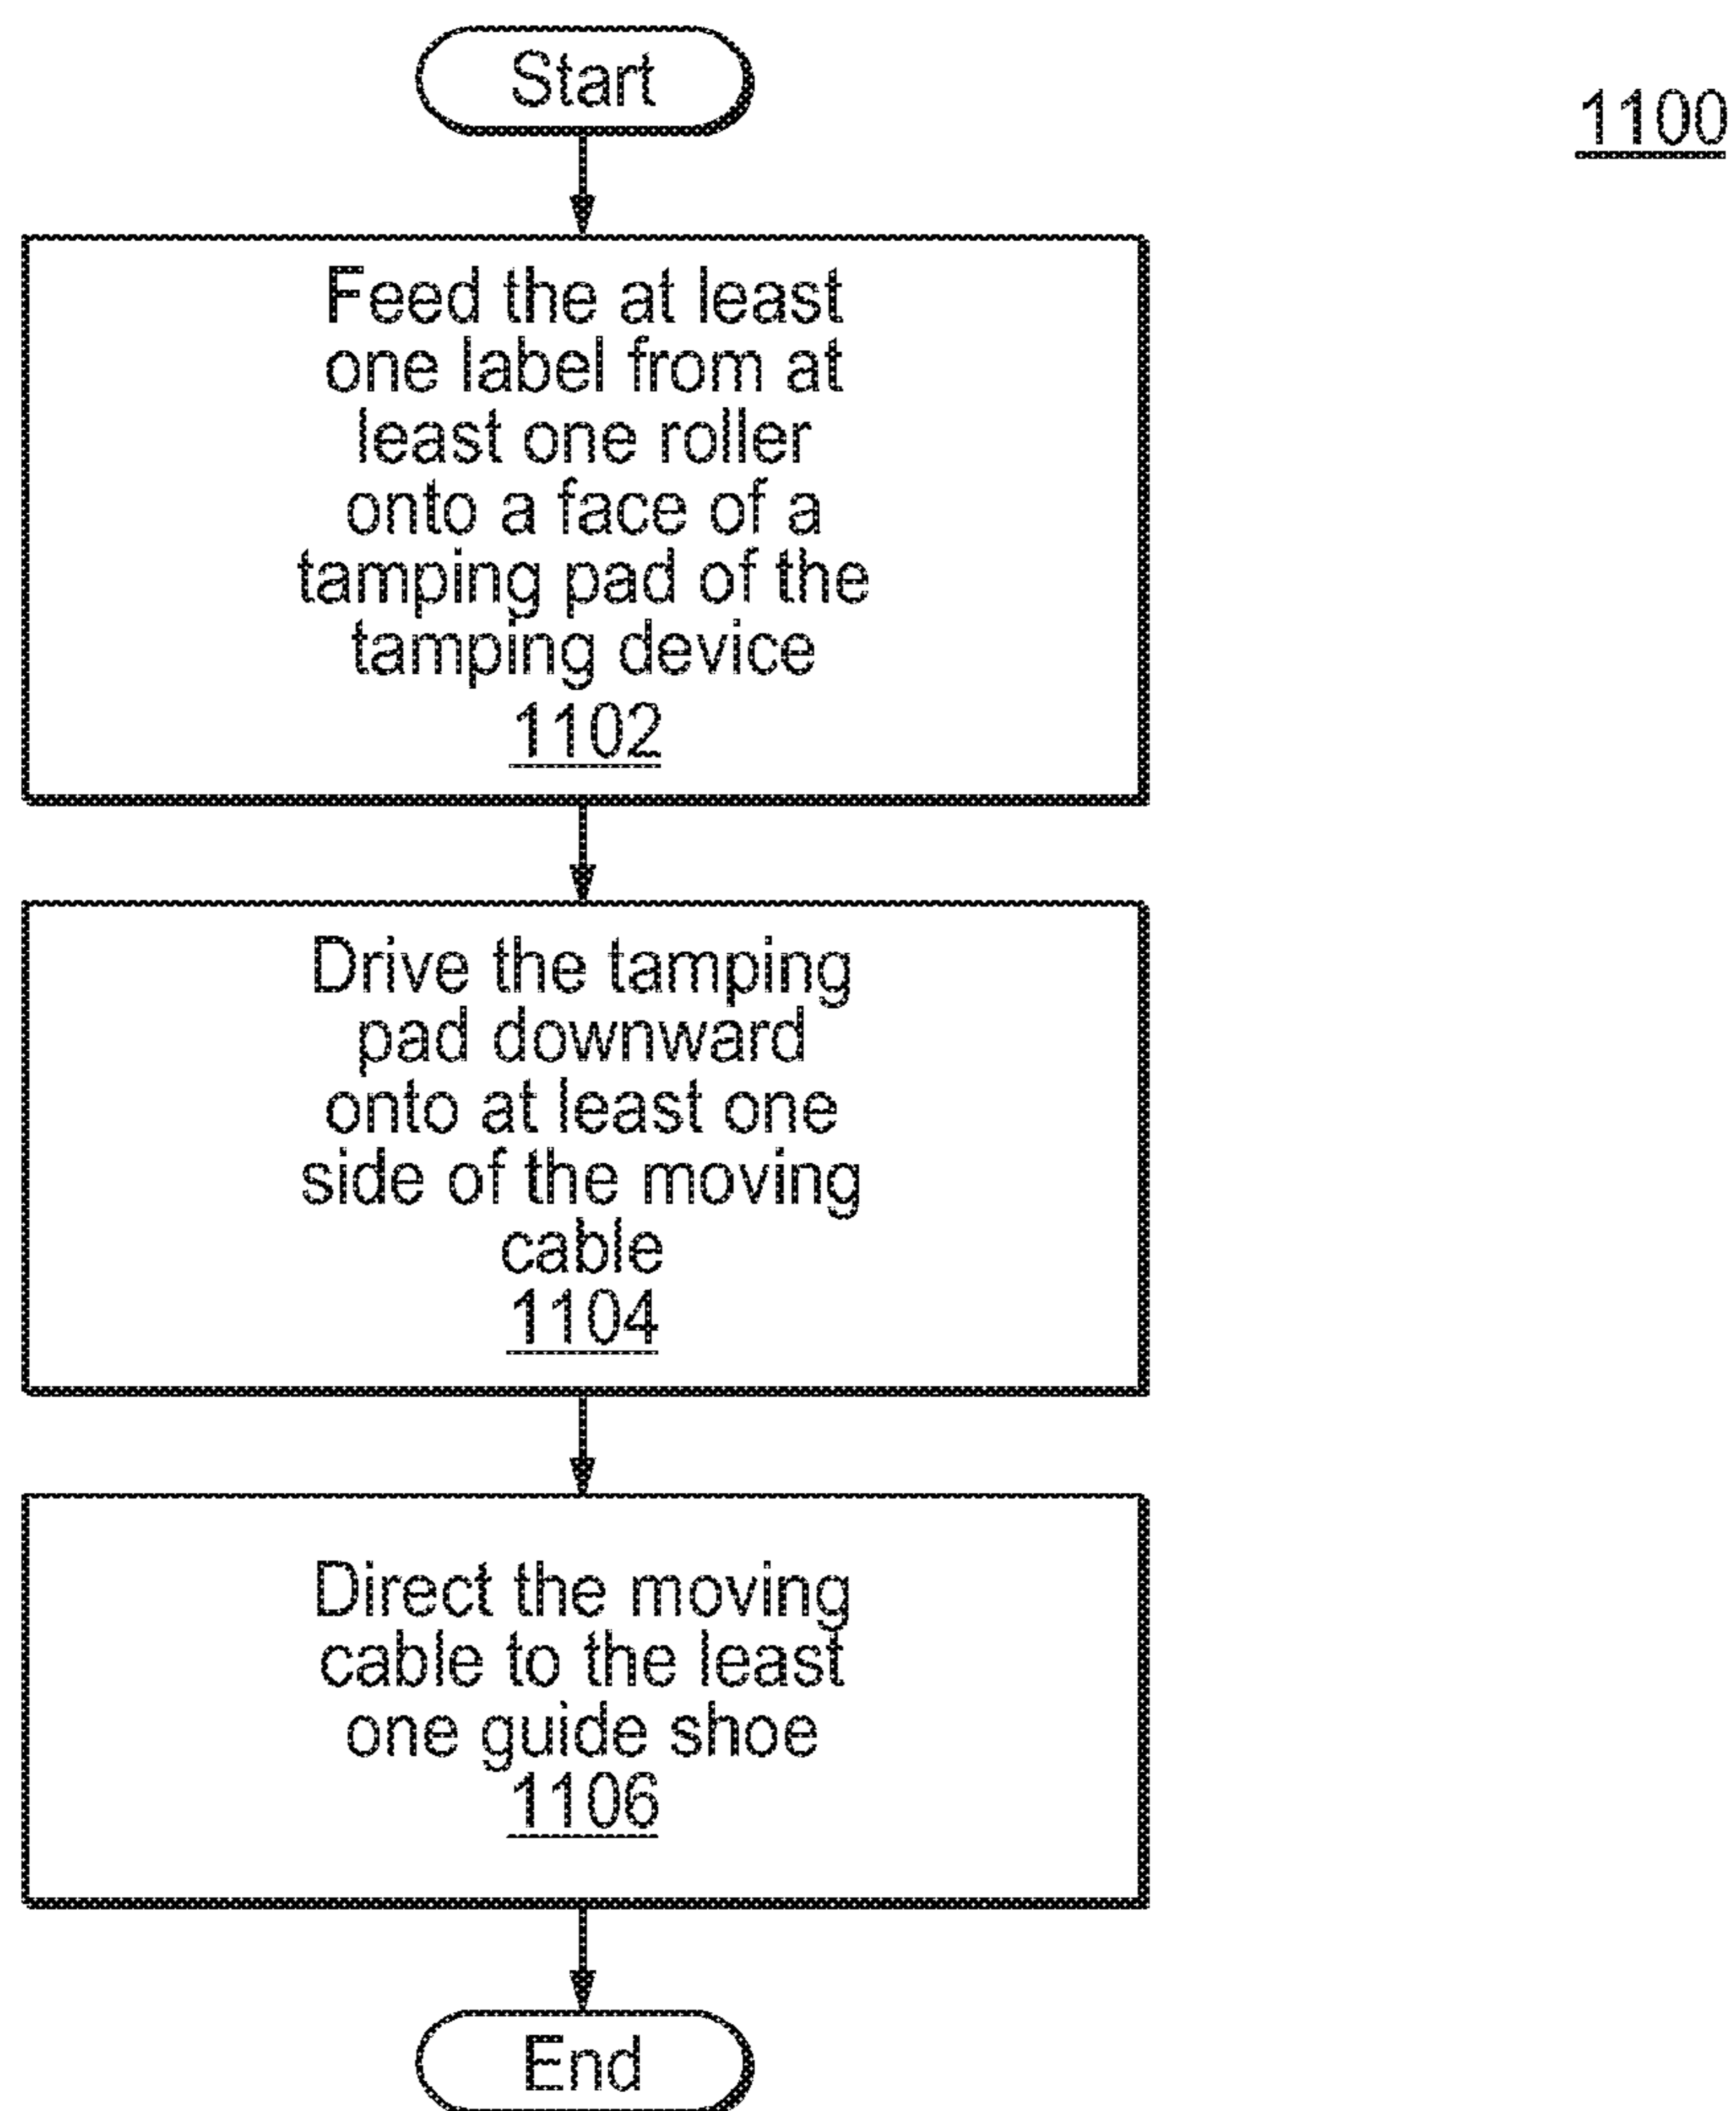 Start
1100
Feed the at least
one label from at
least one roller
onto a face of a
tamping pad of the
tamping device
1102
Drive the tamping
pad downward
onto at least one
side of the moving
cable
1104
Direct the moving
cable to the least
one guide shoe
1106
End